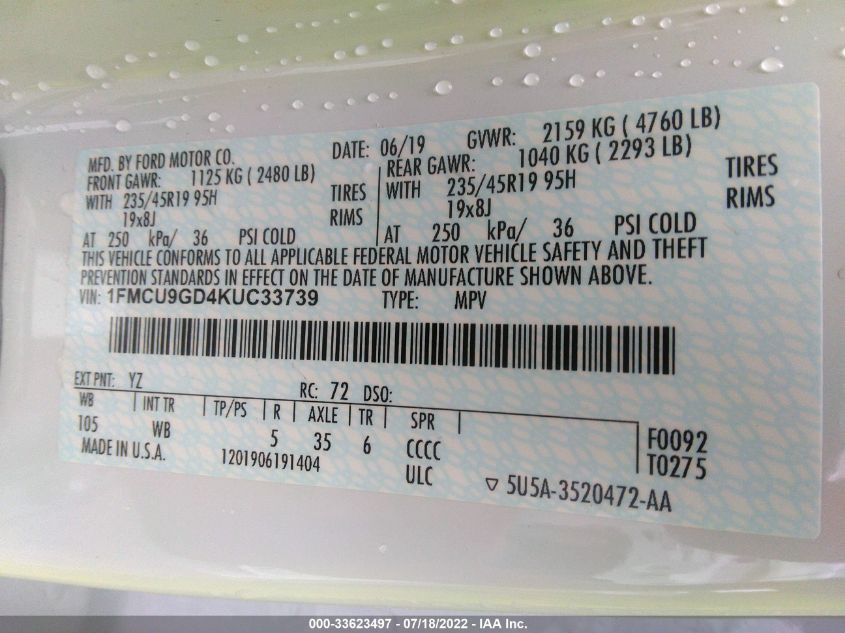 MFD. BY FORD MOTOR CO. DATE: 06/19 GVWR: 2159 KG ( 4760 LB)
FRONT GAWR: 1125 KG ( 2480 LB) REAR GAWR: 1040 KG ( 2293 LB)
WITH 235/45R19 95H TIRES WITH 235/45R19 95H TIRES
19x8J RIMS 19x8J RIMS
AT 250 kPa/ 36 PSI COLD AT 250 kPa/ 36 PSI COLD
THIS VEHICLE CONFORMS TO ALL APPLICABLE FEDERAL MOTOR VEHICLE SAFETY AND THEFT
PREVENTION STANDARDS IN EFFECT ON THE DATE OF MANUFACTURE SHOWN ABOVE.
VIN: 1FMCU9GD4KUC33739 TYPE: MPV
EXT PNT: YZ RC: 72 DSO:
WB INT TR TP/PS R AXLE TR SPR
105 WB 5 35 6 CCCC F0092
MADE IN U.S.A. 1201906191404 ULC T0275
5U5A-3520472-AA
000-33623497 - 07/18/2022 - IAA Inc.